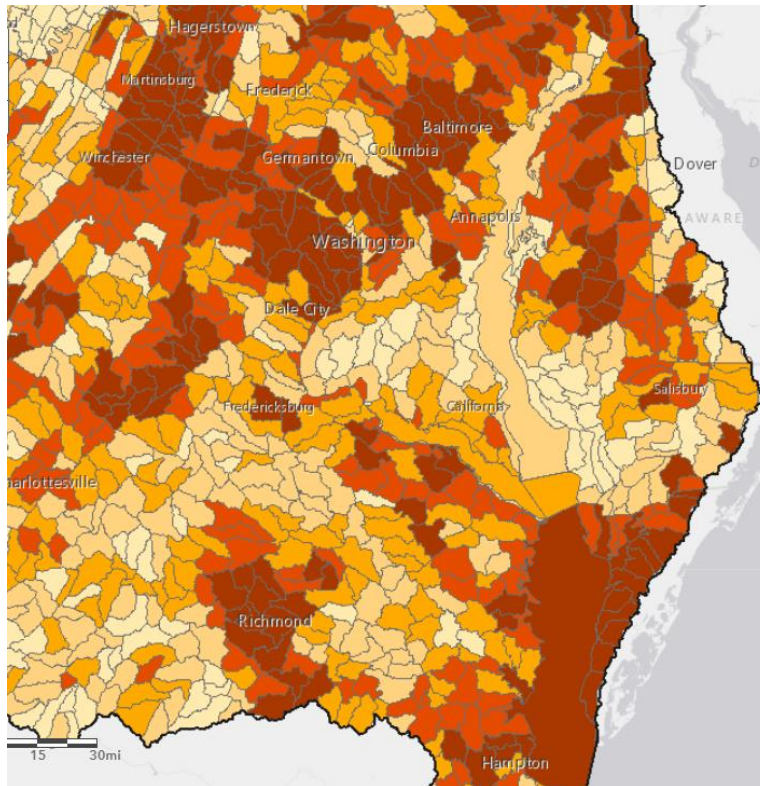 Hagerstown
Martinsburg
Frederick
Baltimore
Winchester
Germantown
Columbia
Dover
Annapolis
AWARE
Washington
Dale City
Salisbury
Fredericksburg
California
harlottesville
Richmond
15
30mi
Hampton